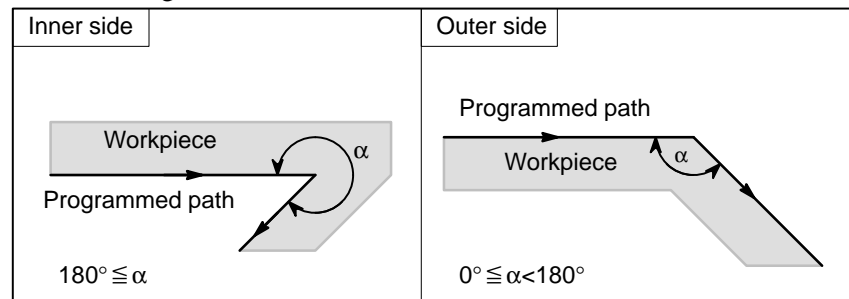 Inner side
Workpiece
α
Programmed path
180° ≦ α
Outer side
Programmed path
Workpiece
α
0° ≦ α<180°